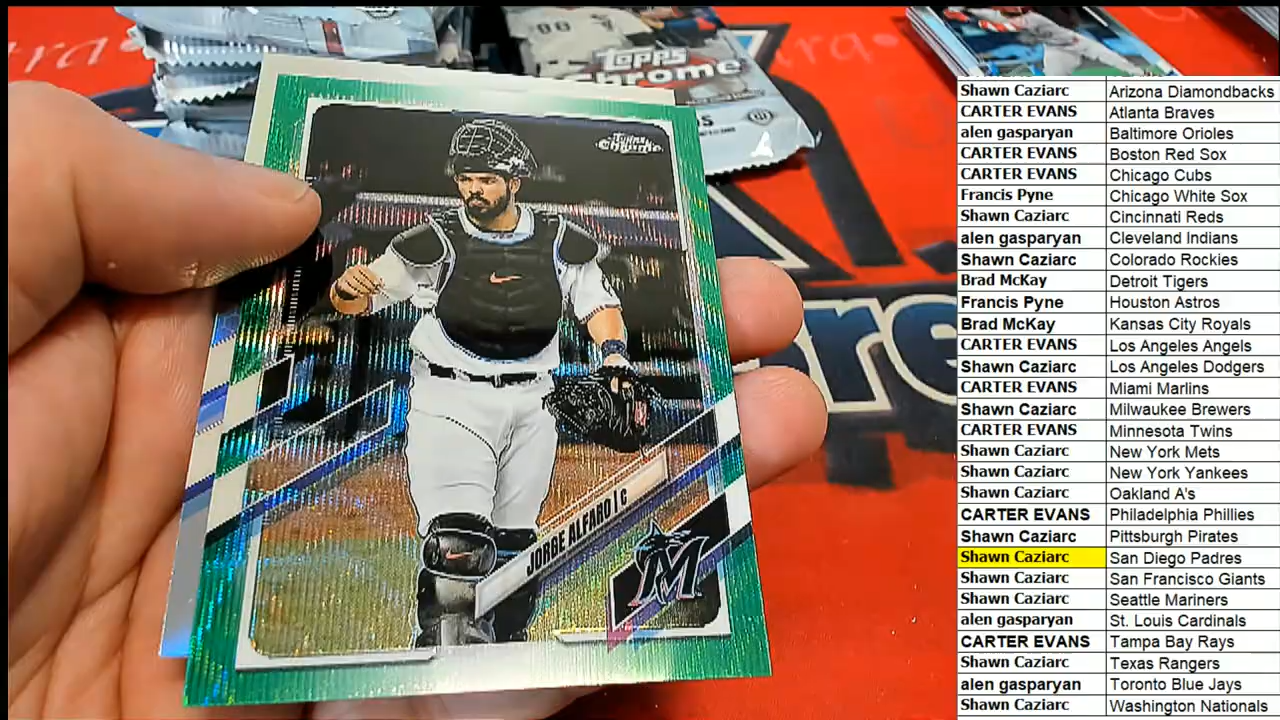 98
Topps
Chrome
Topps
Chrome
JORGE ALFARO | C
M
Shawn Caziarc Arizona Diamondbacks
CARTER EVANS Atlanta Braves
alen gasparyan Baltimore Orioles
CARTER EVANS Boston Red Sox
CARTER EVANS Chicago Cubs
Francis Pyne Chicago White Sox
Shawn Caziarc Cincinnati Reds
alen gasparyan Cleveland Indians
Shawn Caziarc Colorado Rockies
Brad McKay Detroit Tigers
Francis Pyne Houston Astros
Brad McKay Kansas City Royals
CARTER EVANS Los Angeles Angels
Shawn Caziarc Los Angeles Dodgers
CARTER EVANS Miami Marlins
Shawn Caziarc Milwaukee Brewers
CARTER EVANS Minnesota Twins
Shawn Caziarc New York Mets
Shawn Caziarc New York Yankees
Shawn Caziarc Oakland A's
CARTER EVANS Philadelphia Phillies
Shawn Caziarc Pittsburgh Pirates
Shawn Caziarc San Diego Padres
Shawn Caziarc San Francisco Giants
Shawn Caziarc Seattle Mariners
alen gasparyan St. Louis Cardinals
CARTER EVANS Tampa Bay Rays
Shawn Caziarc Texas Rangers
alen gasparyan Toronto Blue Jays
Shawn Caziarc Washington Nationals